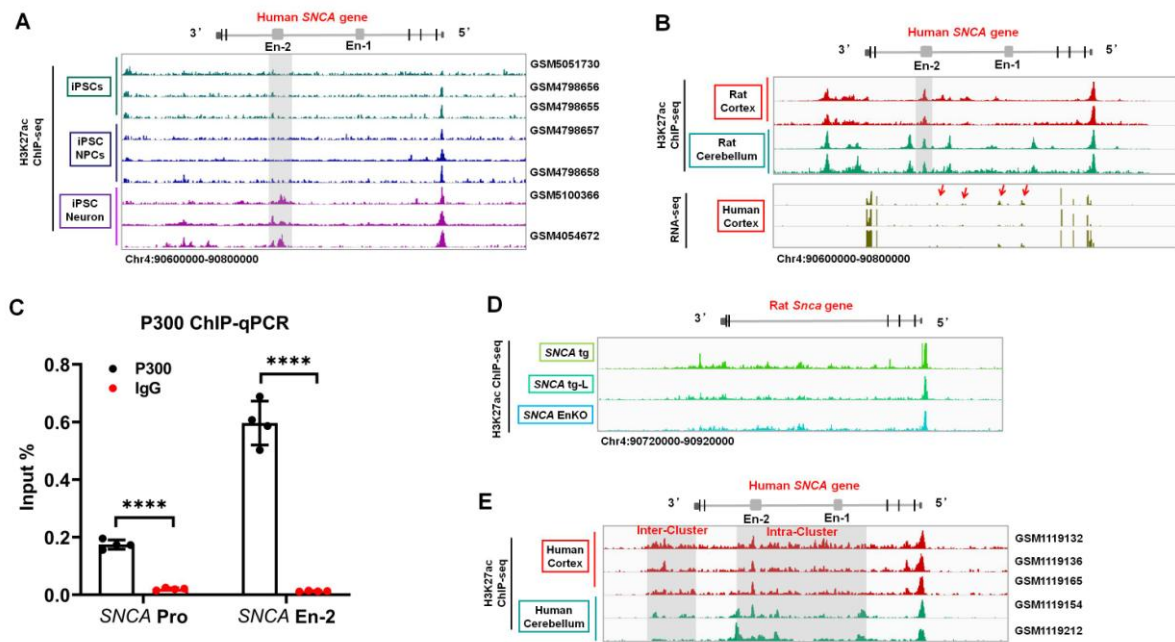 A
Human SNCA gene
3’ 5’
En-2 En-1
H3K27ac
ChIP-seq
iPSCs
iPSC
NPCs
iPSC
Neuron
GSM5051730
GSM4798656
GSM4798655
GSM4798657
GSM4798658
GSM5100366
GSM4054672
Chr4:90600000-90800000
B
Human SNCA gene
3’ 5’
En-2 En-1
H3K27ac
ChIP-seq
Rat
Cortex
Rat
Cerebellum
RNA-seq
Human
Cortex
Chr4:90600000-90800000
C
P300 ChIP-qPCR
P300
IgG
****
****
Input %
0.8
0.6
0.4
0.2
0.0
SNCA Pro
SNCA En-2
D
Rat Snca gene
3’ 5’
H3K27ac ChIP-seq
SNCA tg
SNCA tg-L
SNCA EnKO
Chr4:90720000-90920000
E
Human SNCA gene
3’ 5’
En-2 En-1
Inter-Cluster Intra-Cluster
H3K27ac
ChIP-seq
Human
Cortex
Human
Cerebellum
GSM1119132
GSM1119136
GSM1119165
GSM1119154
GSM1119212